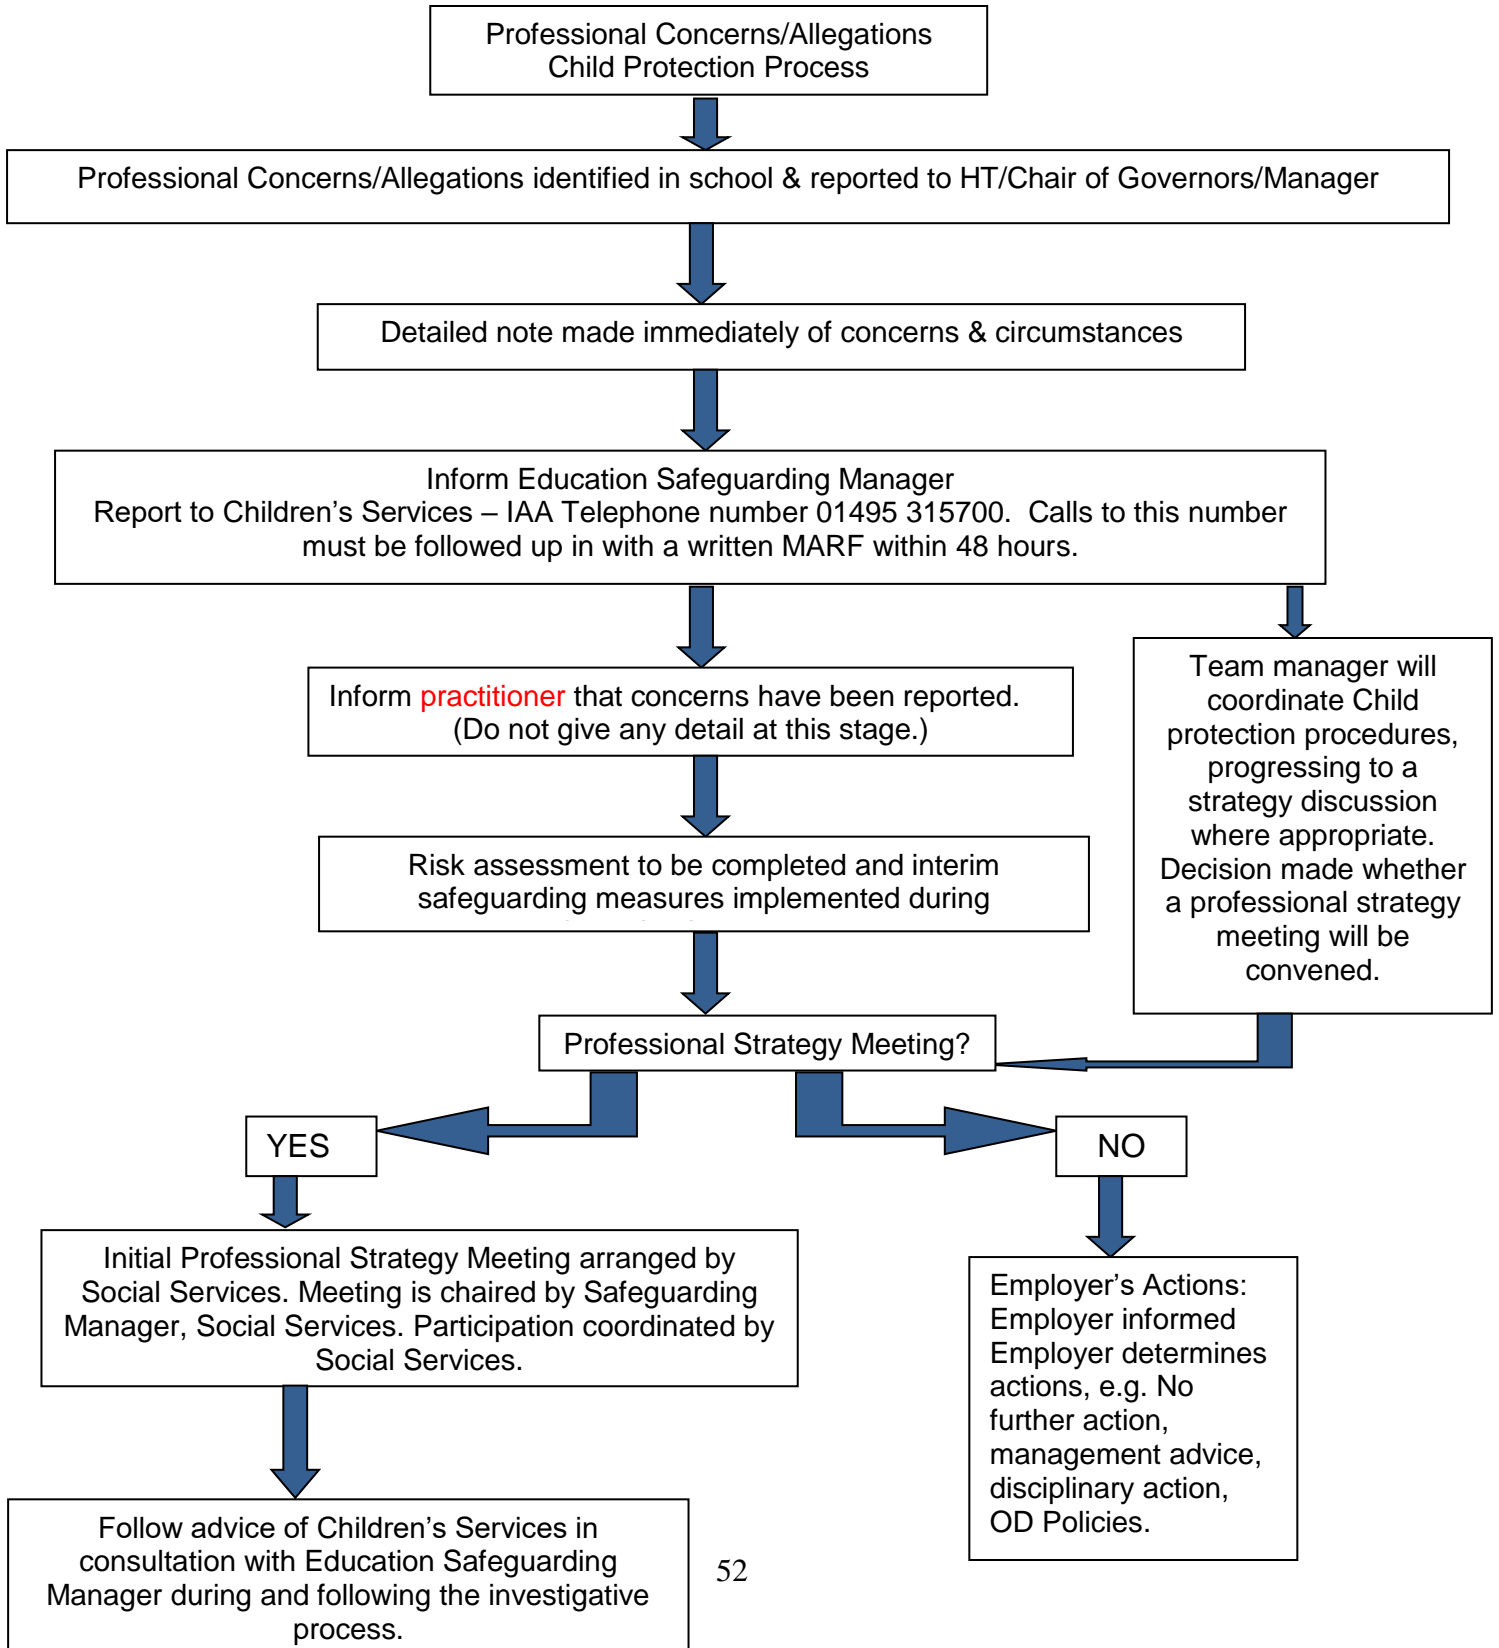 Professional Concerns/Allegations
Child Protection Process
Professional Concerns/Allegations identified in school & reported to HT/Chair of Governors/Manager
Detailed note made immediately of concerns & circumstances
Inform Education Safeguarding Manager
Report to Children’s Services – IAA Telephone number 01495 315700.  Calls to this number
must be followed up in with a written MARF within 48 hours.
Inform practitioner that concerns have been reported.
(Do not give any detail at this stage.)
Team manager will
coordinate Child
protection procedures,
progressing to a
strategy discussion
where appropriate.
Decision made whether
a professional strategy
meeting will be
convened.
Risk assessment to be completed and interim
safeguarding measures implemented during
Professional Strategy Meeting?
YES
NO
Initial Professional Strategy Meeting arranged by
Social Services. Meeting is chaired by Safeguarding
Manager, Social Services. Participation coordinated by
Social Services.
Employer’s Actions:
Employer informed
Employer determines
actions, e.g. No
further action,
management advice,
disciplinary action,
OD Policies.
Follow advice of Children’s Services in
consultation with Education Safeguarding
Manager during and following the investigative
process.
52